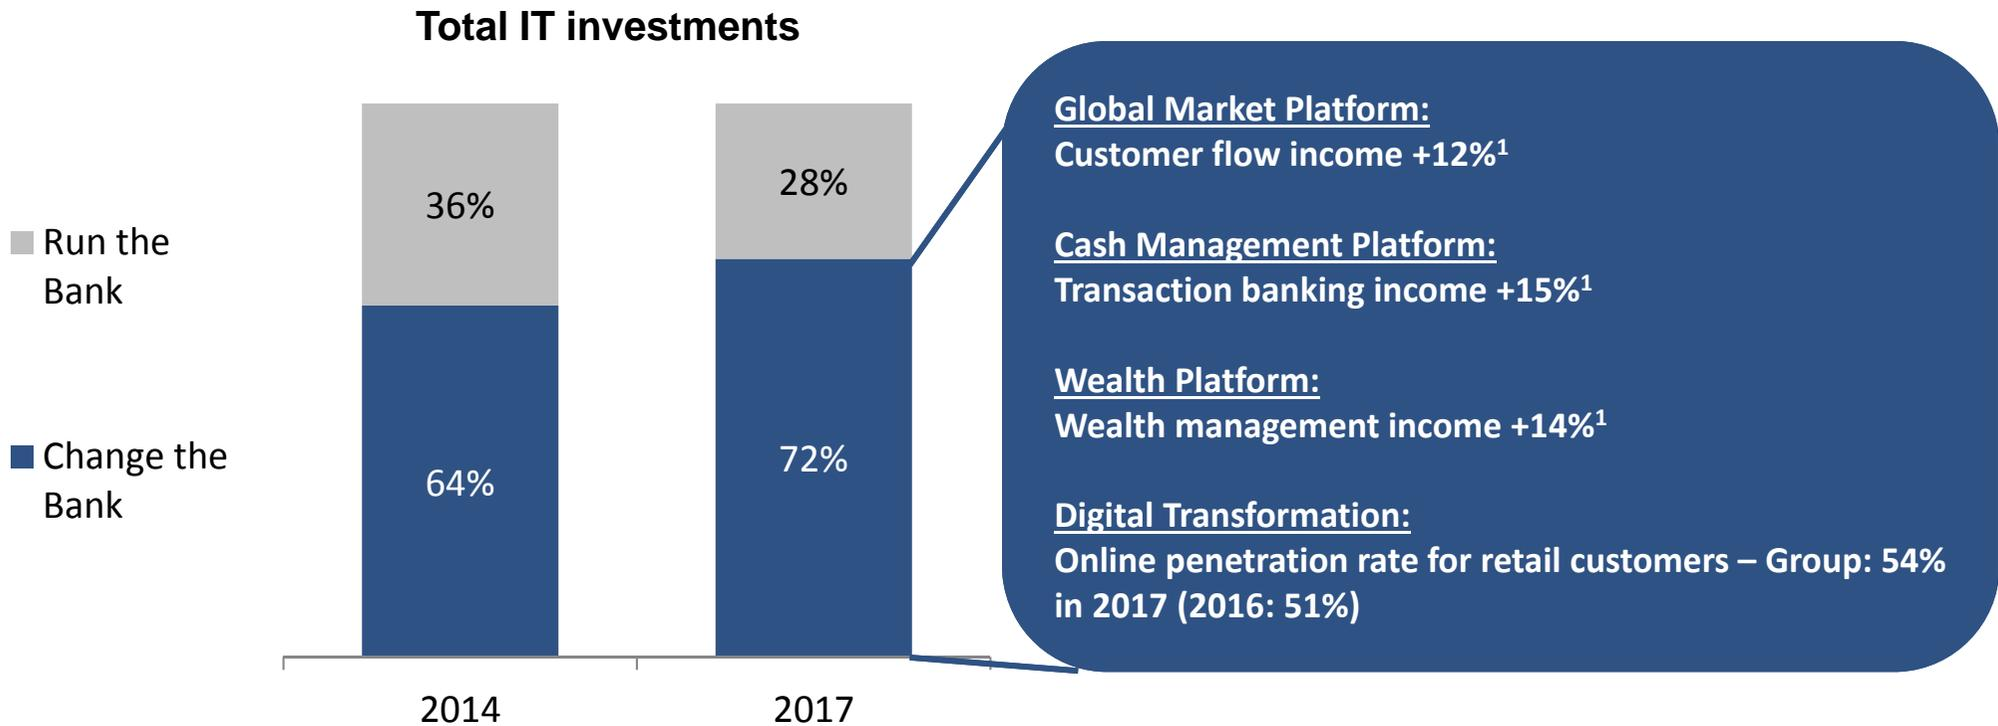 Total IT investments
36%
28%
Run the
Bank
Change the
Bank
64%
72%
2014
2017
Global Market Platform:
Customer flow income +12%¹
Cash Management Platform:
Transaction banking income +15%¹
Wealth Platform:
Wealth management income +14%¹
Digital Transformation:
Online penetration rate for retail customers – Group: 54%
in 2017 (2016: 51%)